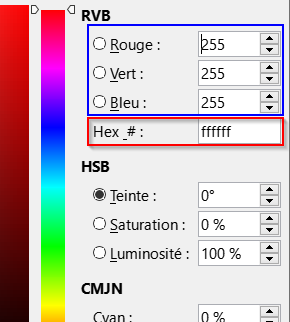 RVB
Rouge : 255
Vert : 255
Bleu : 255
Hex # : ffffff
HSB
Teinte : 0°
Saturation : 0 %
Luminosité : 100 %
CMJN
Cyan : 0 %